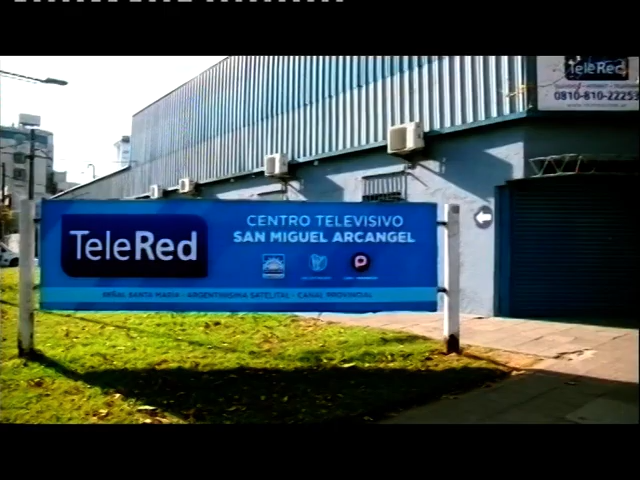 TeleRed
0810-810-22253
TeleRed
CENTRO TELEVISIVO
SAN MIGUEL ARCANGEL
SEÑAL SANTA MARIA - ARGENTINISIMA SATELITAL - CANAL PROVINCIAL